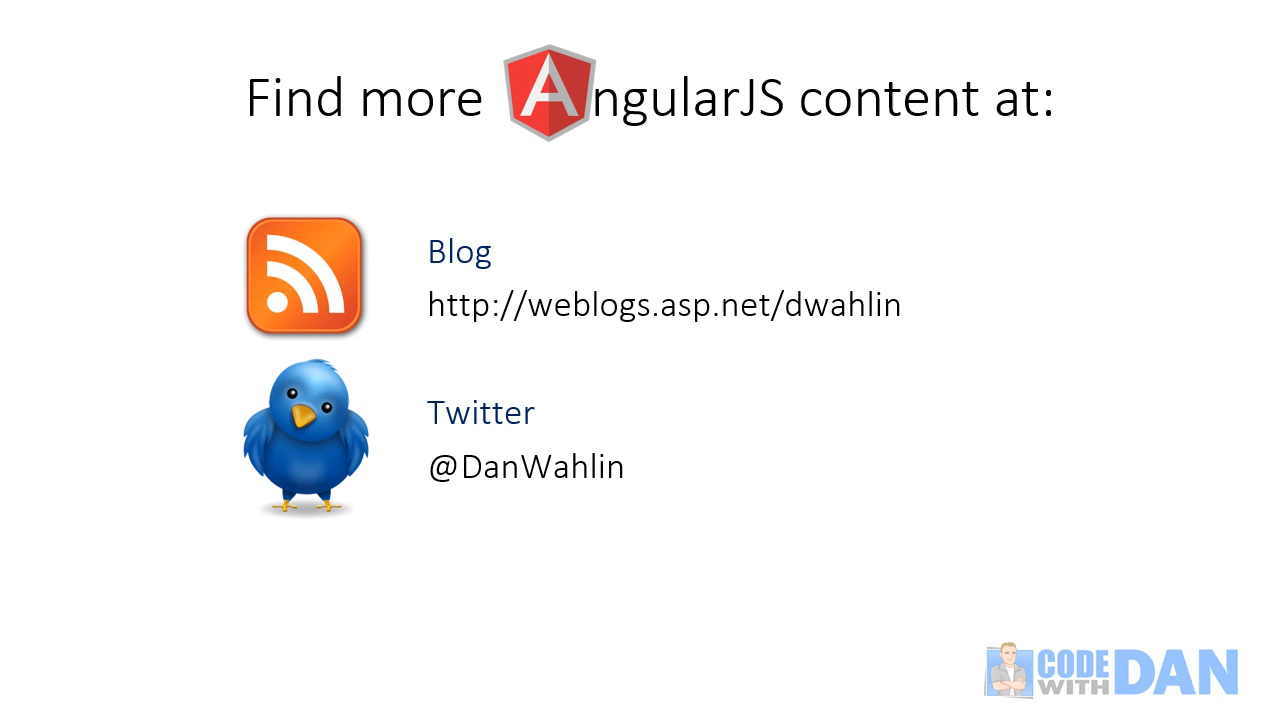 Find more AngularJS content at:
Blog
http://weblogs.asp.net/dwahlin
Twitter
@DanWahlin
CODE WITH DAN